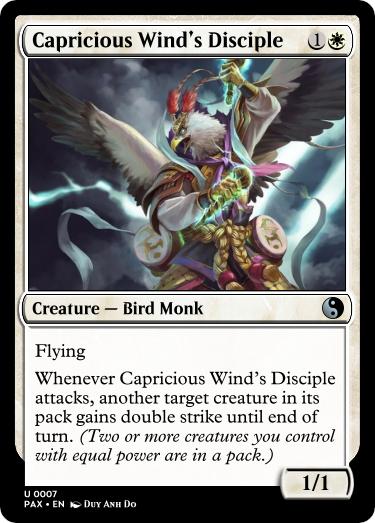 Capricious Wind's Disciple 1
Creature — Bird Monk
Flying
Whenever Capricious Wind's Disciple
attacks, another target creature in its
pack gains double strike until end of
turn. (Two or more creatures you control
with equal power are in a pack.)
1/1
U 0007
PAX • EN Duy Anh Do